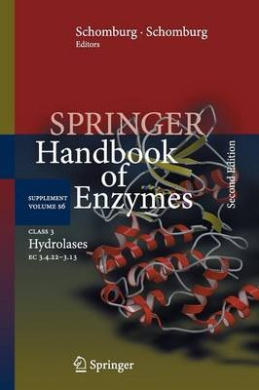 Schomburg · Schomburg
Editors
SPRINGER
Handbook
of
Enzymes
Second Edition
SUPPLEMENT
VOLUME S6
CLASS 3
Hydrolases
EC 3.4.22–3.13
Springer